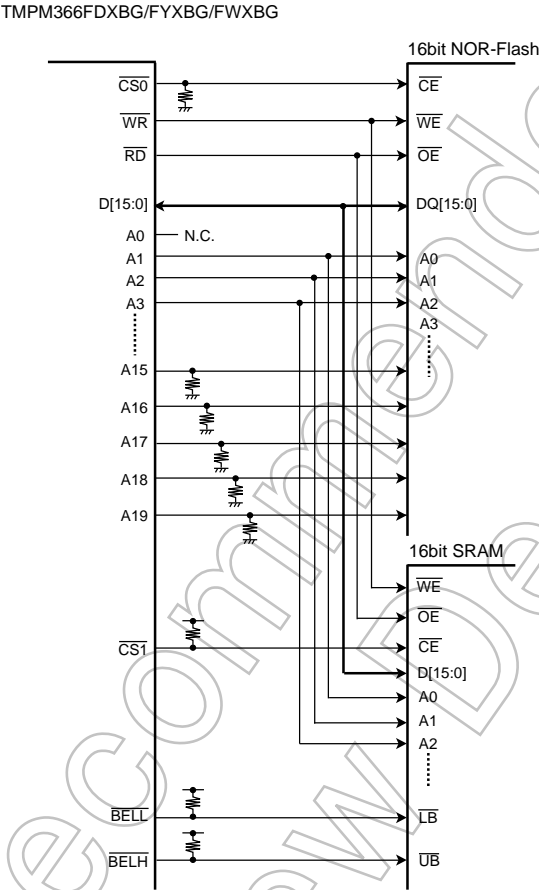 TMPM366FDXBG/FYXBG/FWXBG
16bit NOR-Flash
CS0
CE
WR
WE
RD
OE
D[15:0]
DQ[15:0]
A0
N.C.
A1
A0
A2
A1
A3
A2
A3
A15
A16
A17
A18
A19
16bit SRAM
WE
OE
CS1
CE
D[15:0]
A0
A1
A2
BELL
LB
BELH
UB